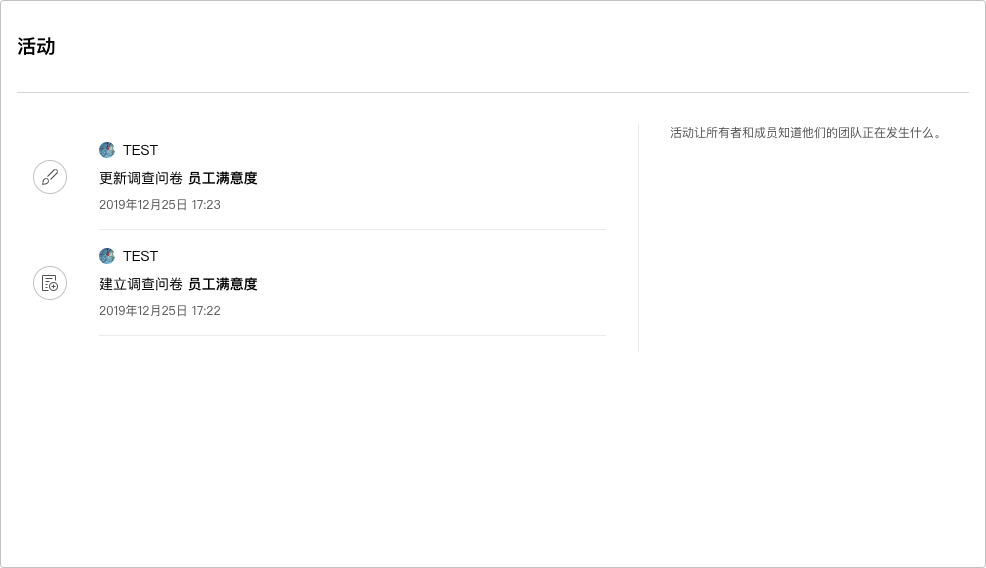 活动
TEST
更新调查问卷 员工满意度
2019年12月25日 17:23
TEST
建立调查问卷 员工满意度
2019年12月25日 17:22
活动让所有者和成员知道他们的团队正在发生什么。